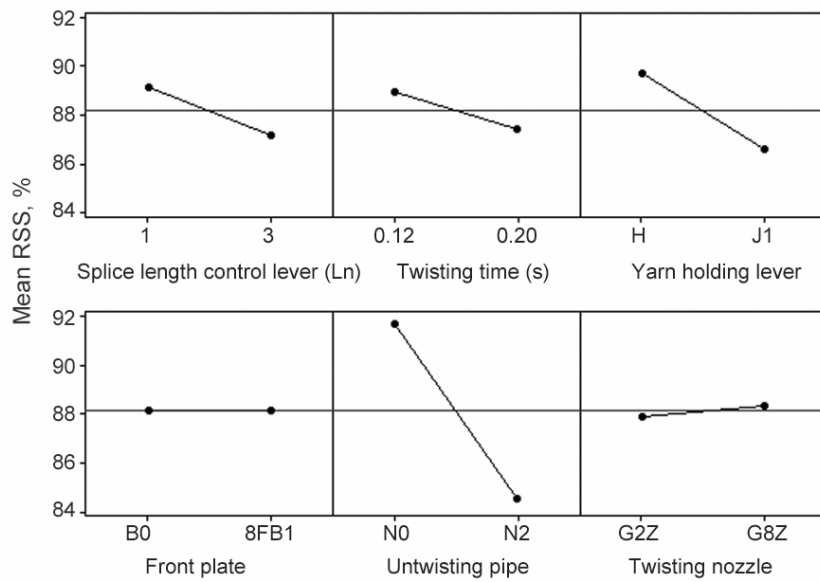 92
90
88
86
84
1 3 0.12 0.20 H J1
Splice length control lever (Ln) Twisting time (s) Yarn holding lever
Mean RSS, %
92
90
88
86
84
B0 8FB1 N0 N2 G2Z G8Z
Front plate Untwisting pipe Twisting nozzle